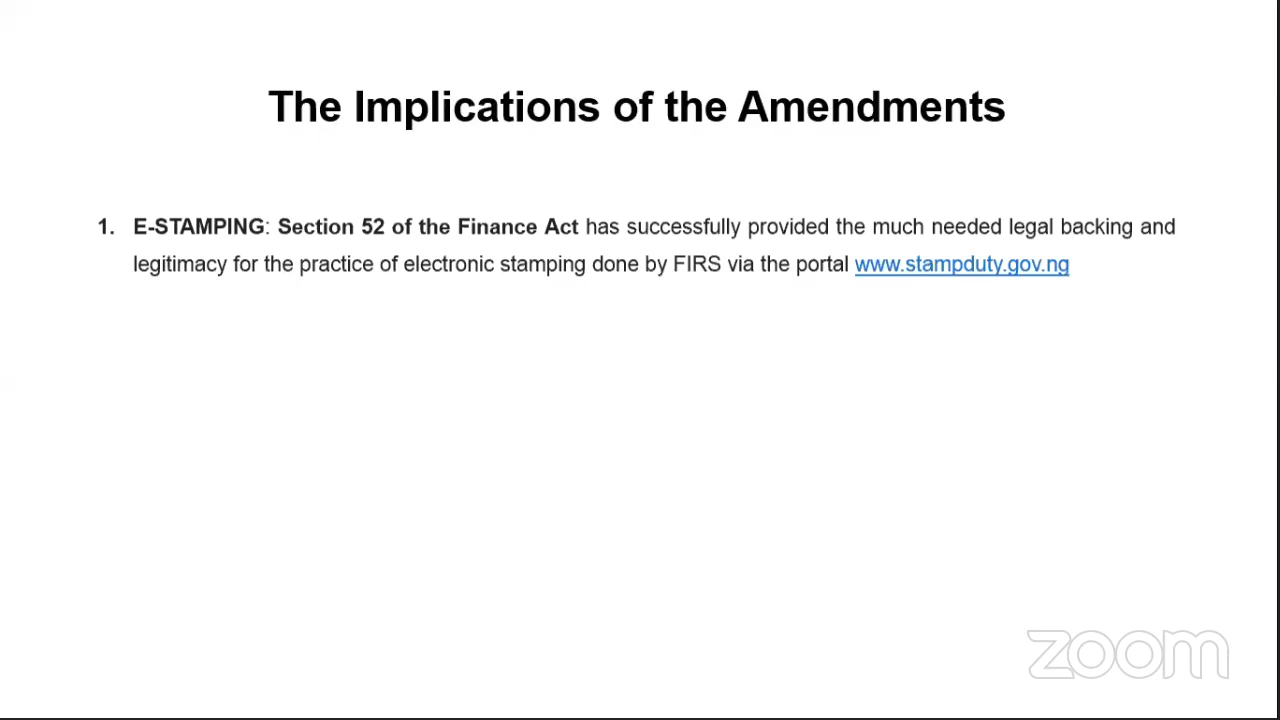 The Implications of the Amendments
1. E-STAMPING: Section 52 of the Finance Act has successfully provided the much needed legal backing and
legitimacy for the practice of electronic stamping done by FIRS via the portal www.stampduty.gov.ng
zoom